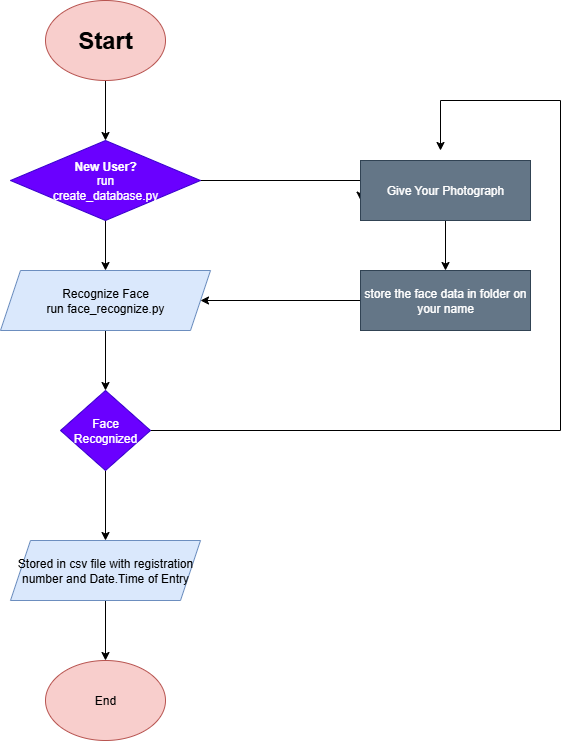 Start
New User?
run
create_database.py
Give Your Photograph
Recognize Face
run face_recognize.py
store the face data in folder on
your name
Face
Recognized
Stored in csv file with registration
number and Date.Time of Entry
End